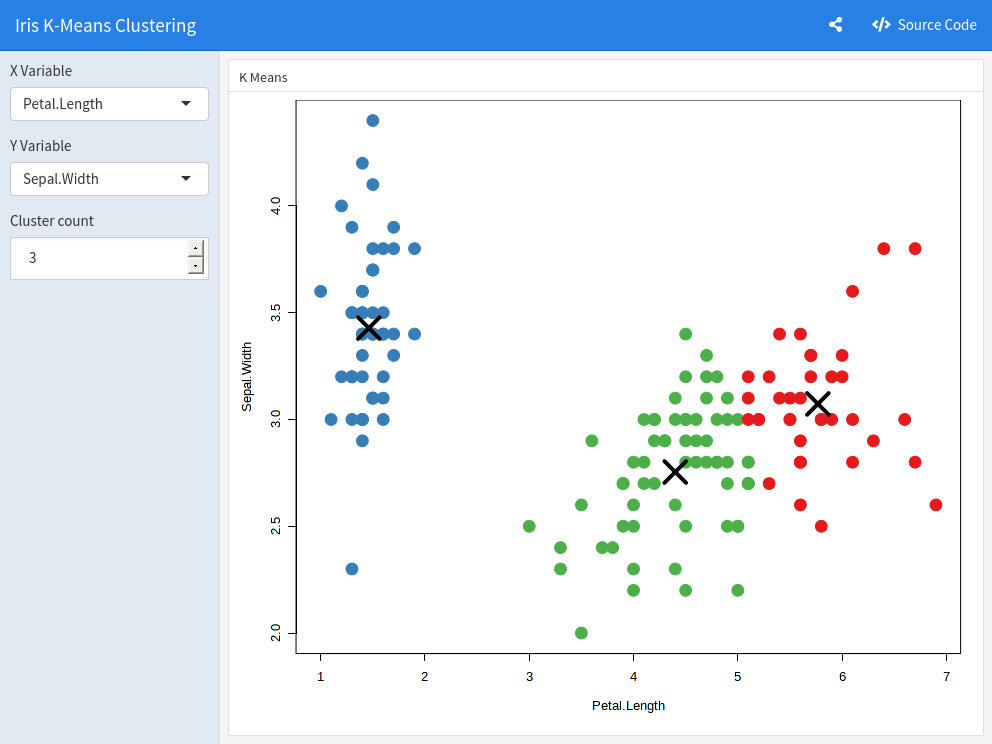 Iris K-Means Clustering
Source Code
X Variable
Petal.Length
Y Variable
Sepal.Width
Cluster count
3
K Means
4.0
3.5
3.0
2.5
2.0
Sepal.Width
1 2 3 4 5 6 7
Petal.Length